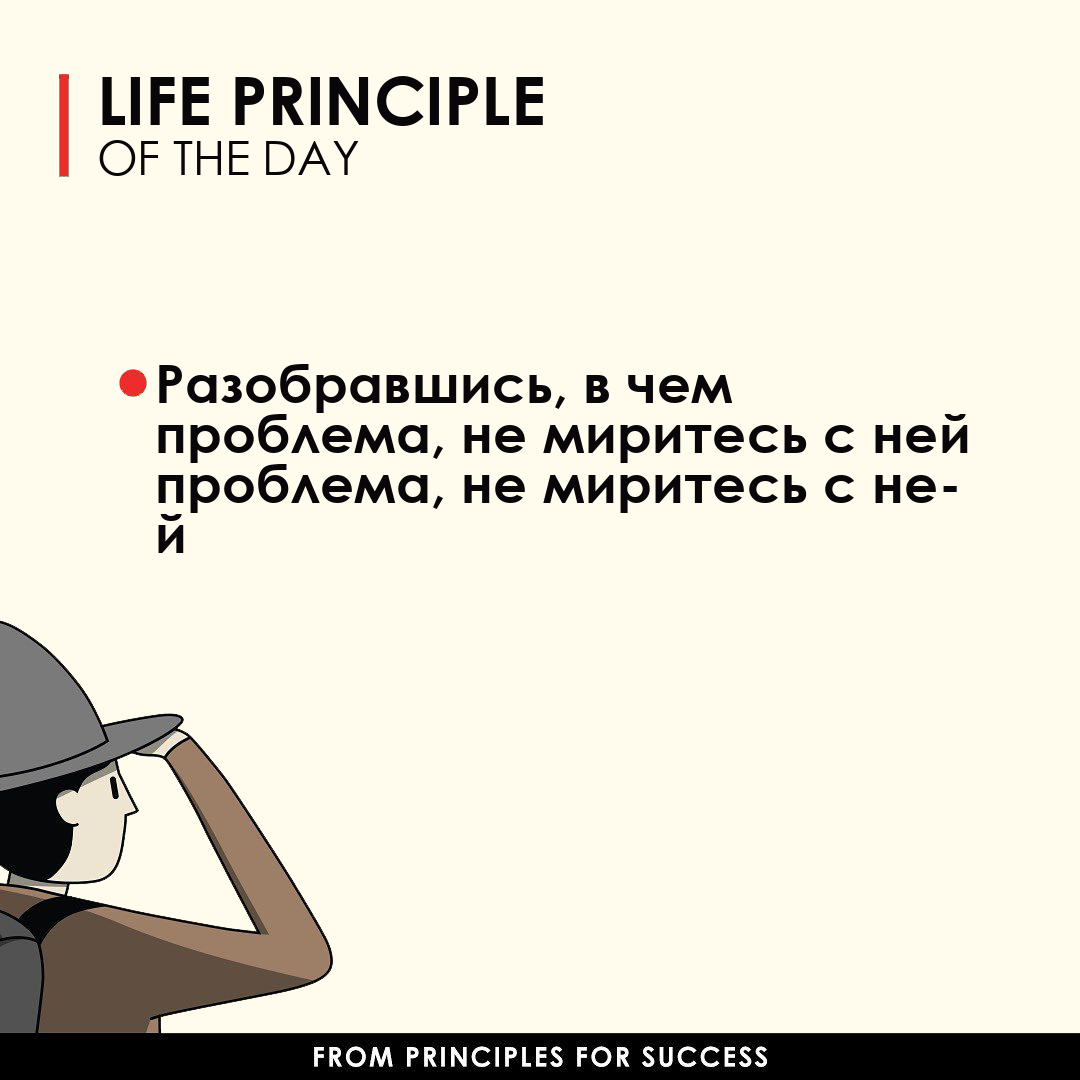 LIFE PRINCIPLE
OF THE DAY
Разобравшись, в чем
проблема, не миритесь с ней
проблема, не миритесь с не-
й
FROM PRINCIPLES FOR SUCCESS